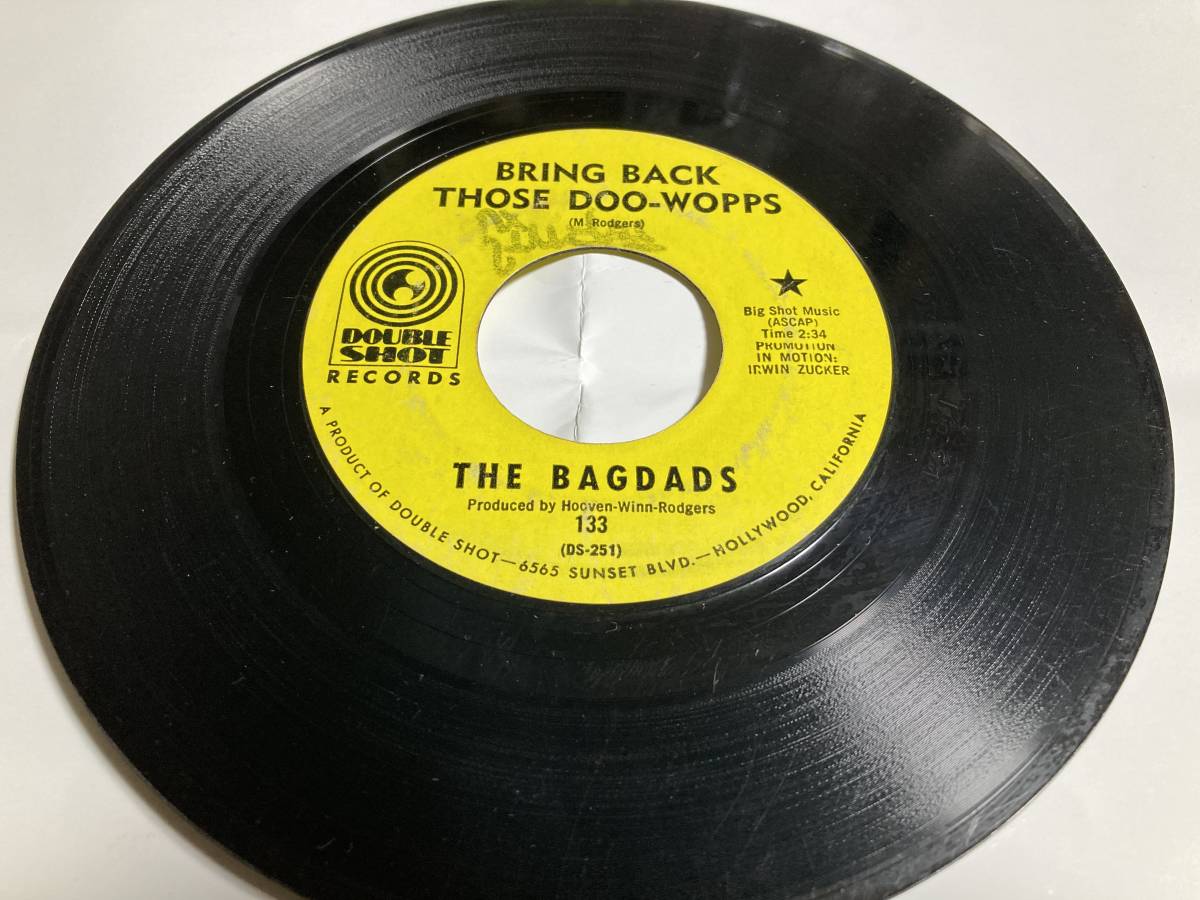 BRING BACK
THOSE DOO-WOPPS
(M. Rodgers)
DOUBLE
SHOT
RECORDS
Big Shot Music
(ASCAP)
Time 2:34
PROMOTION
IN MOTION:
IRWIN ZUCKER
THE BAGDADS
Produced by Hooven-Winn-Rodgers
133
(DS-251)
A PRODUCT OF DOUBLE SHOT—6565 SUNSET BLVD.—HOLLYWOOD, CALIFORNIA